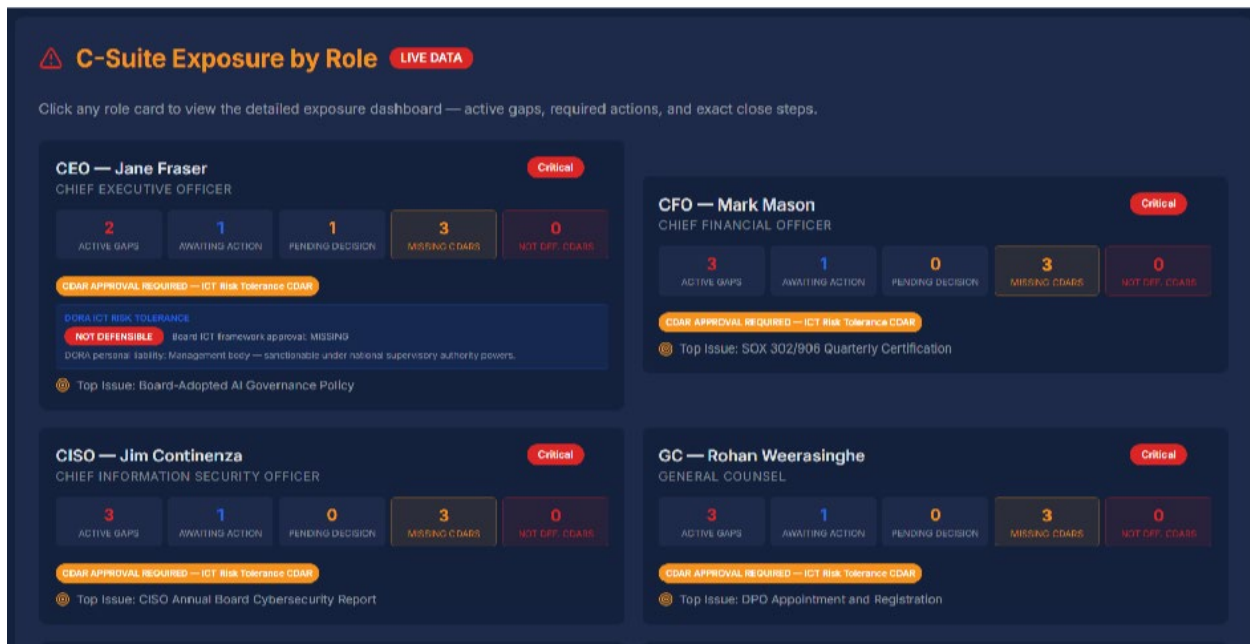 C-Suite Exposure by Role LIVE DATA
Click any role card to view the detailed exposure dashboard — active gaps, required actions, and exact close steps.
CEO — Jane Fraser Critical
CHIEF EXECUTIVE OFFICER
2 1 1 3 0
ACTIVE GAPS AWAITING ACTION PENDING DECISION MISSING CDARS NOT DEF. CDARS
CDAR APPROVAL REQUIRED — ICT Risk Tolerance CDAR
DORA ICT RISK TOLERANCE
NOT DEFENSIBLE Board ICT framework approval: MISSING
DORA personal liability: Management body — sanctionable under national supervisory authority powers.
Top Issue: Board-Adopted AI Governance Policy
CFO — Mark Mason Critical
CHIEF FINANCIAL OFFICER
3 1 0 3 0
ACTIVE GAPS AWAITING ACTION PENDING DECISION MISSING CDARS NOT DEF. CDARS
CDAR APPROVAL REQUIRED — ICT Risk Tolerance CDAR
Top Issue: SOX 302/906 Quarterly Certification
CISO — Jim Continenza Critical
CHIEF INFORMATION SECURITY OFFICER
3 1 0 3 0
ACTIVE GAPS AWAITING ACTION PENDING DECISION MISSING CDARS NOT DEF. CDARS
CDAR APPROVAL REQUIRED — ICT Risk Tolerance CDAR
Top Issue: CISO Annual Board Cybersecurity Report
GC — Rohan Weerasinghe Critical
GENERAL COUNSEL
3 1 0 3 0
ACTIVE GAPS AWAITING ACTION PENDING DECISION MISSING CDARS NOT DEF. CDARS
CDAR APPROVAL REQUIRED — ICT Risk Tolerance CDAR
Top Issue: DPO Appointment and Registration